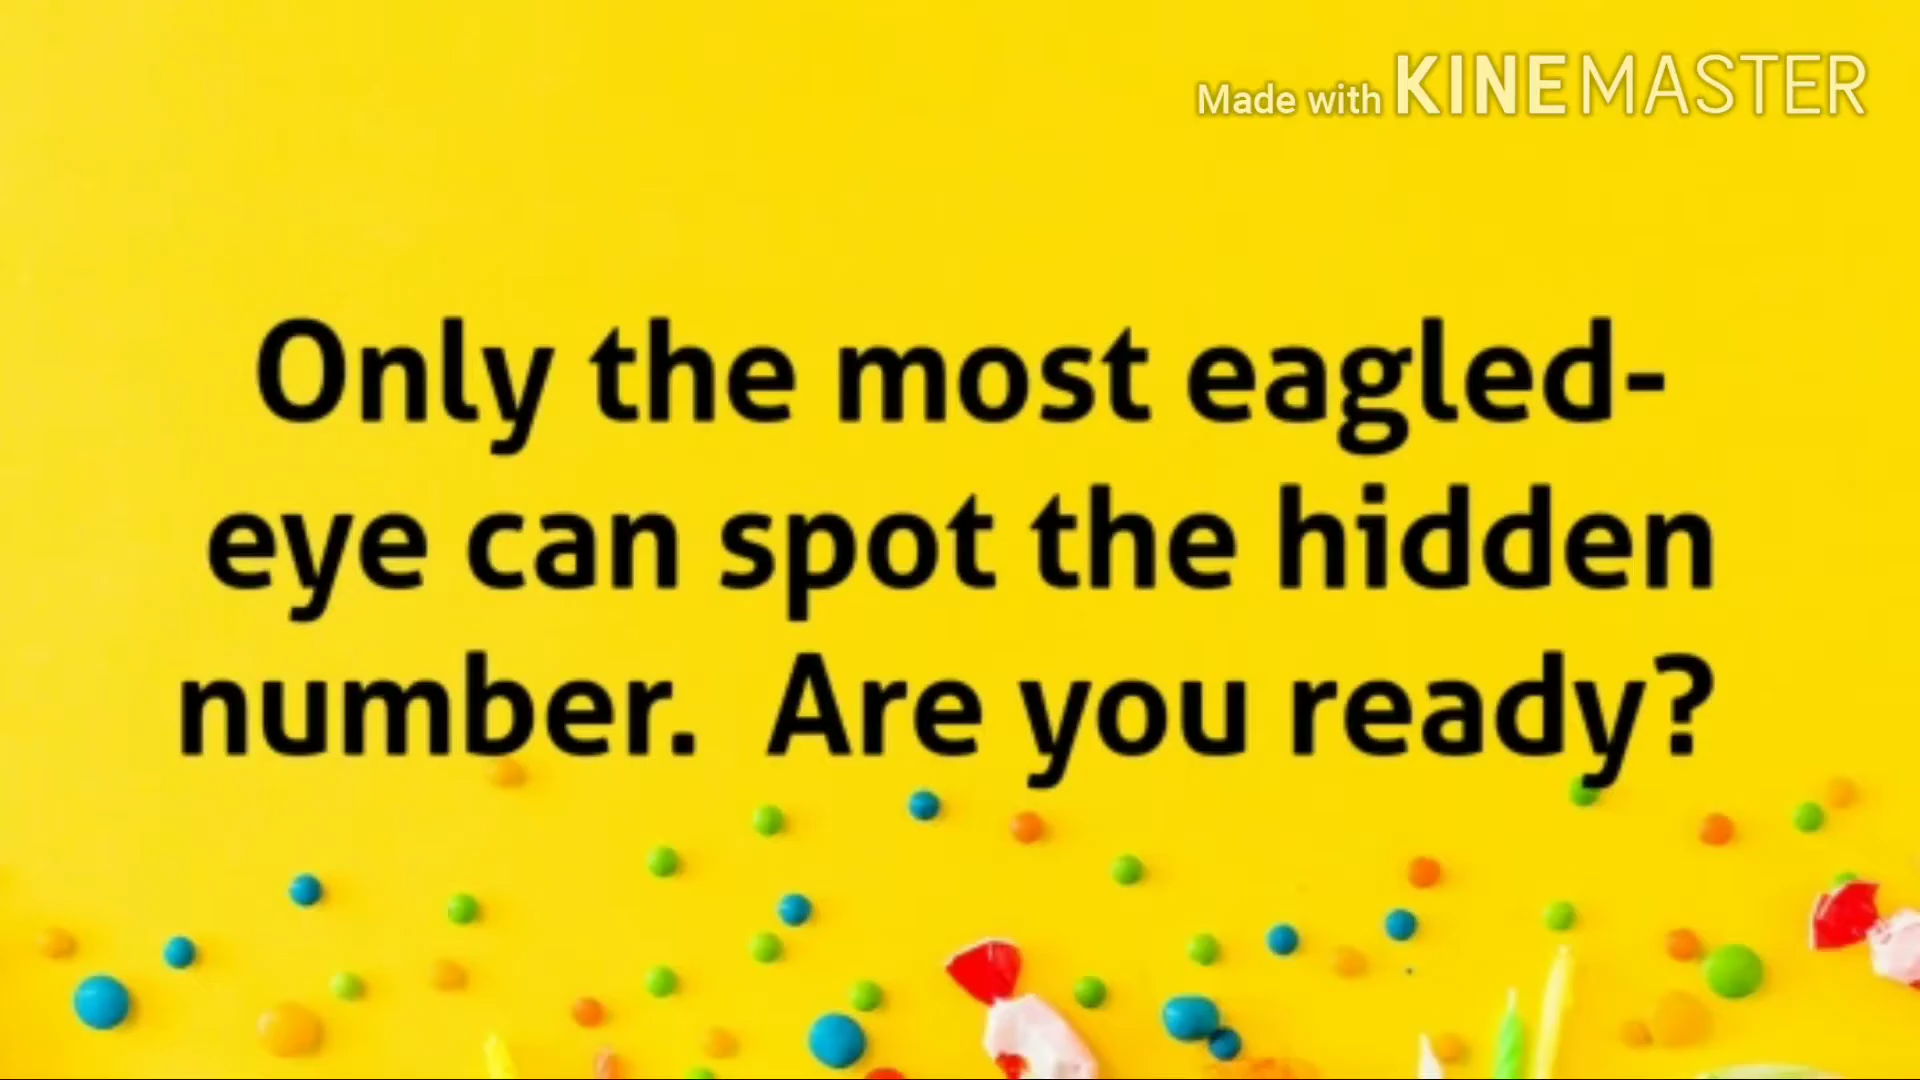 Made with KINEMASTER
Only the most eagled-
eye can spot the hidden
number. Are you ready?